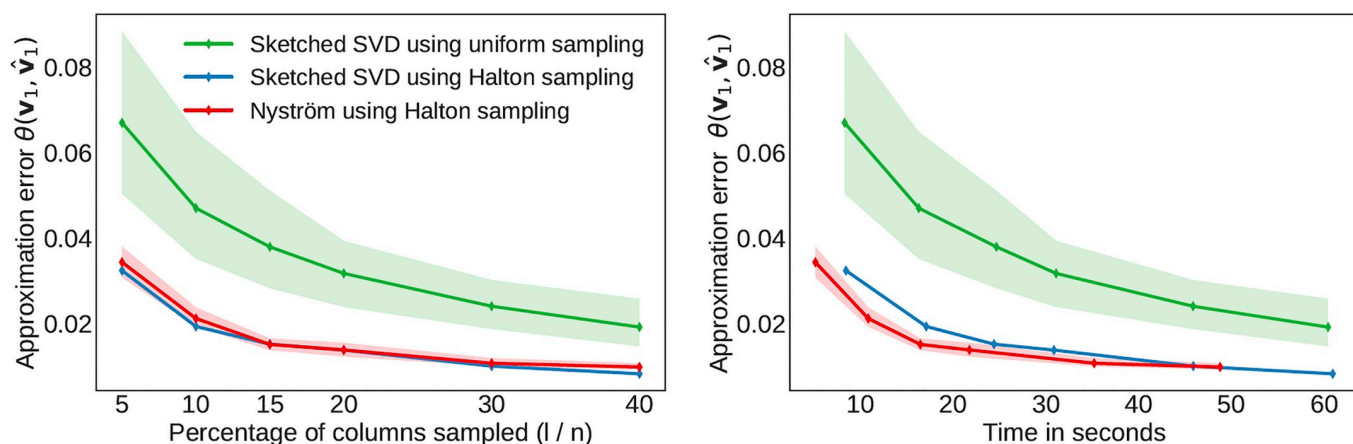 Approximation error θ(v₁, v̂₁)
0.08
0.06
0.04
0.02
Sketched SVD using uniform sampling
Sketched SVD using Halton sampling
Nyström using Halton sampling
5 10 15 20 30 40
Percentage of columns sampled (l / n)
Approximation error θ(v₁, v̂₁)
0.08
0.06
0.04
0.02
10 20 30 40 50 60
Time in seconds